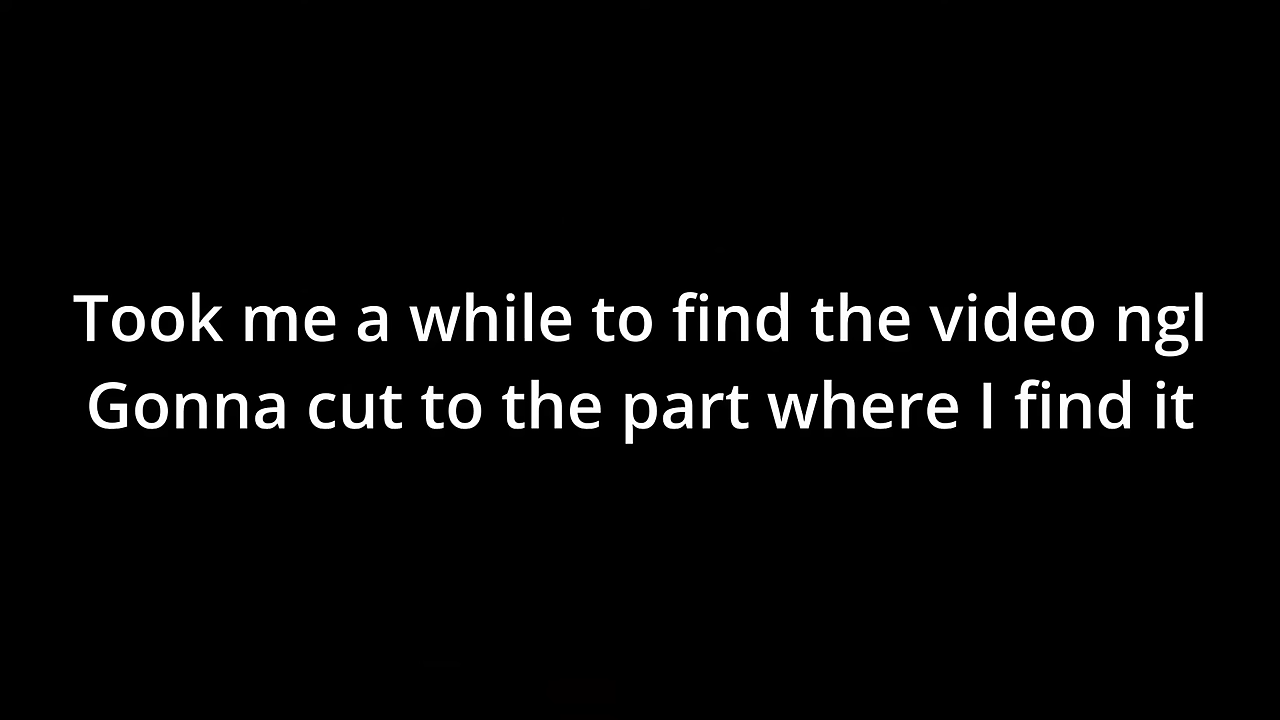 Took me a while to find the video ngl
Gonna cut to the part where I find it